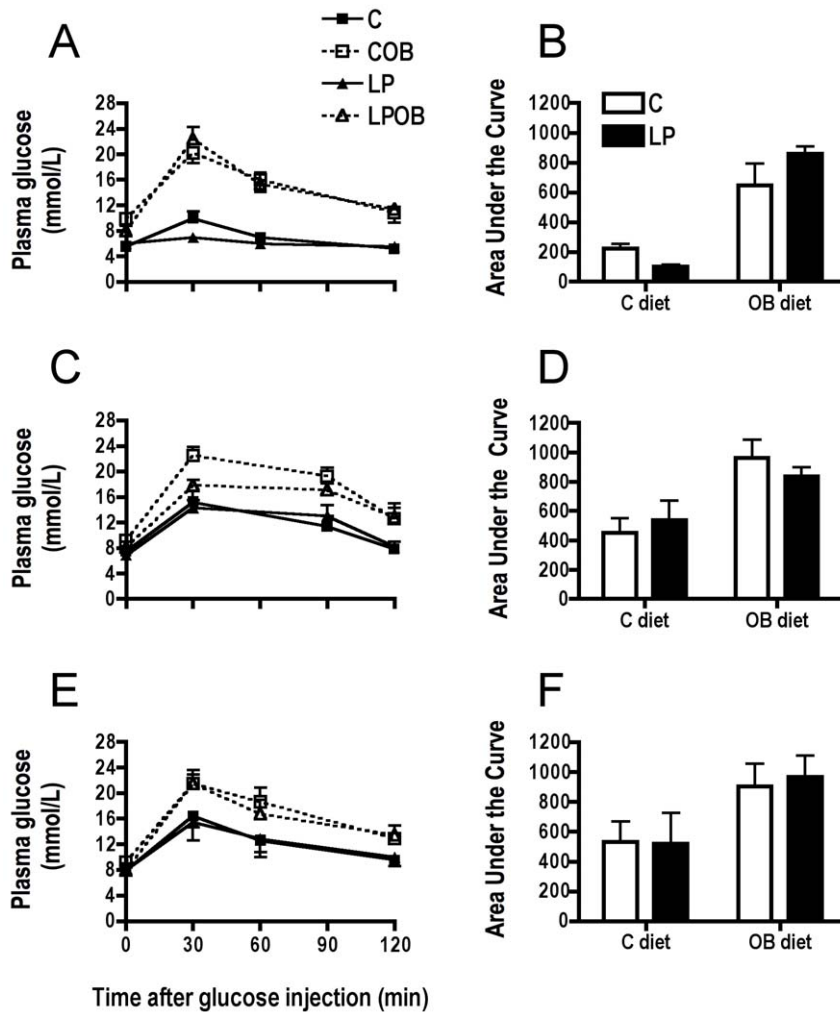 A
C
COB
LP
LPOB
Plasma glucose
(mmol/L)
28
24
20
16
12
8
4
0
B
Area Under the Curve
1200
1000
800
600
400
200
0
C
LP
C diet
OB diet
C
Plasma glucose
(mmol/L)
28
24
20
16
12
8
4
0
D
Area Under the Curve
1200
1000
800
600
400
200
0
C diet
OB diet
E
Plasma glucose
(mmol/L)
28
24
20
16
12
8
4
0
0 30 60 90 120
Time after glucose injection (min)
F
Area Under the Curve
1200
1000
800
600
400
200
0
C diet
OB diet